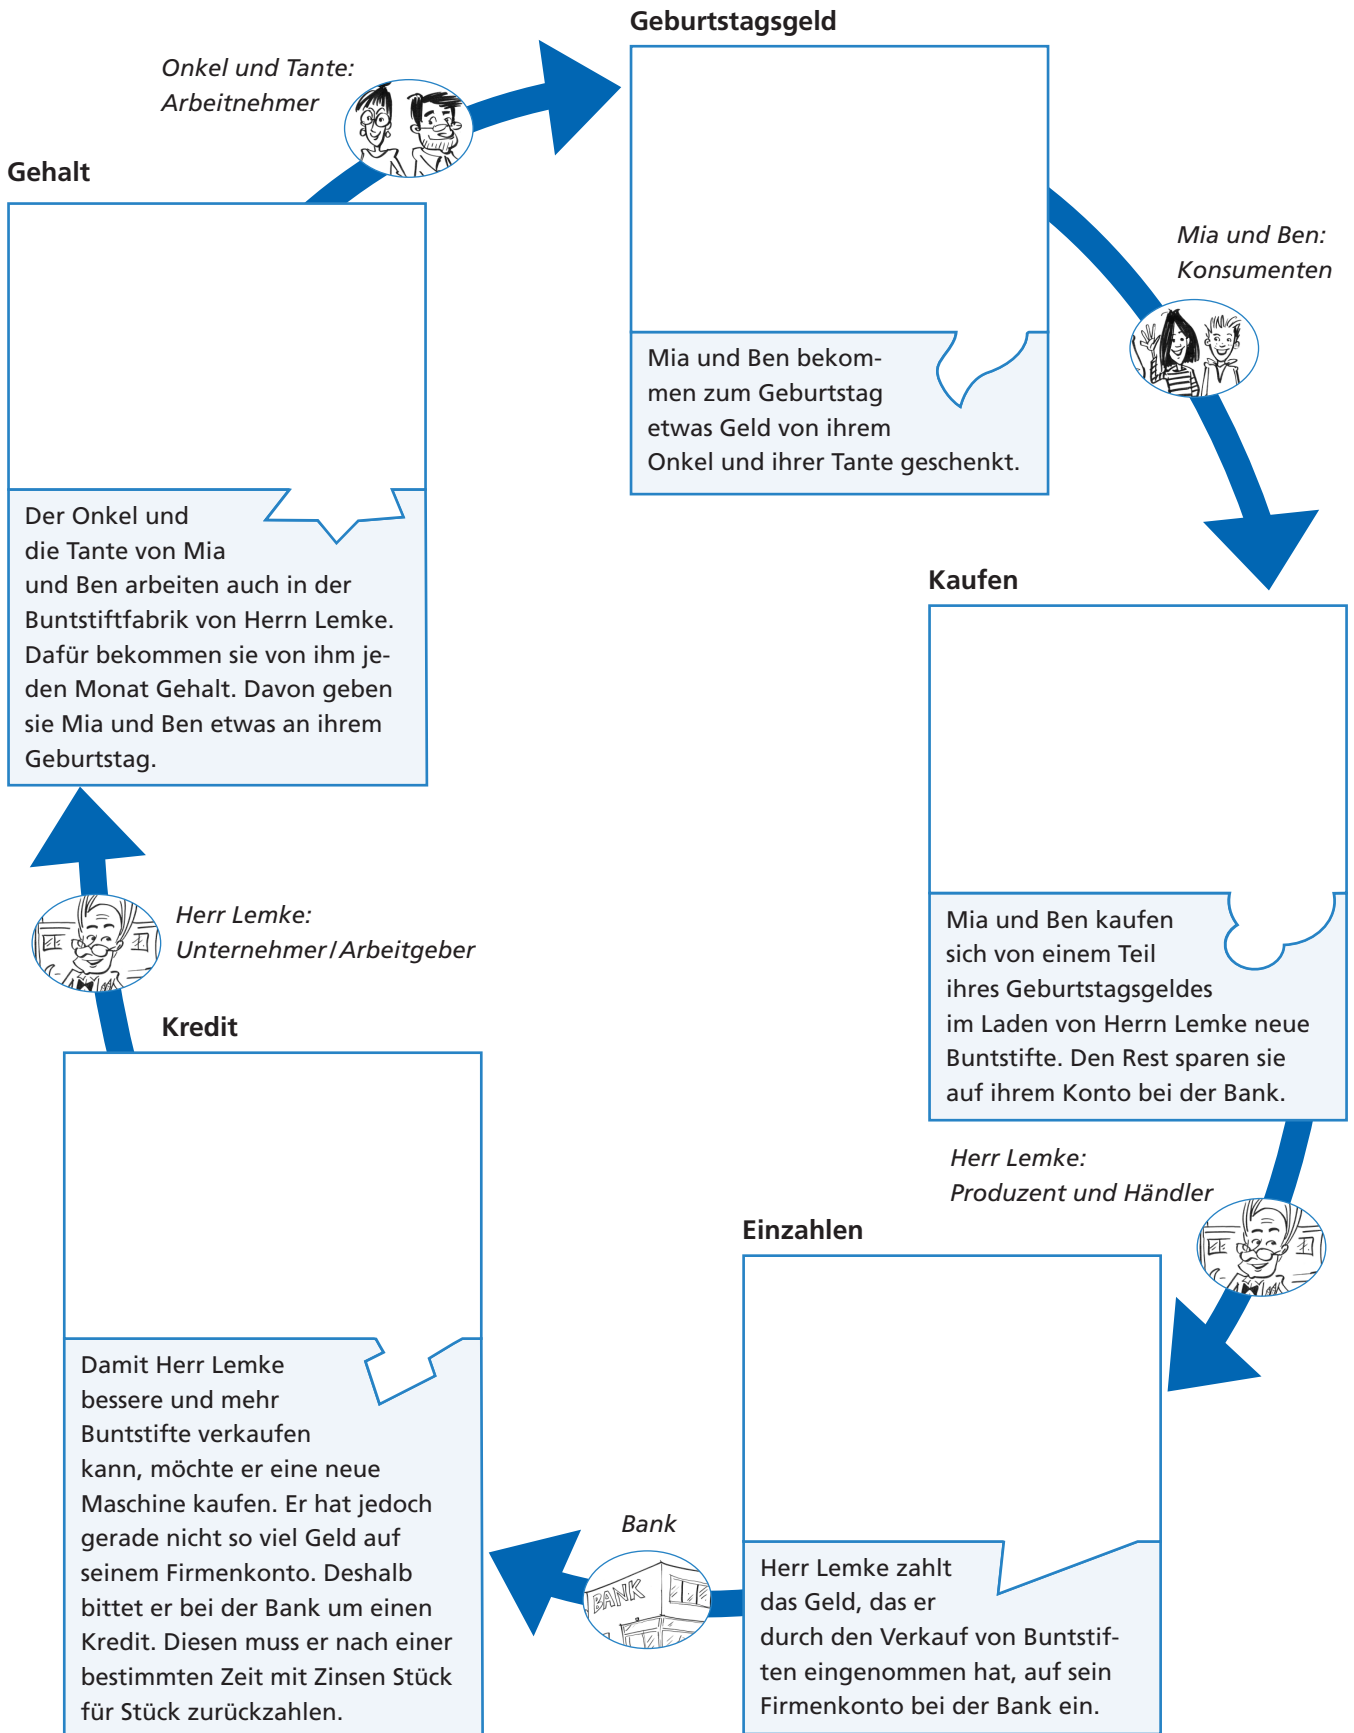 Geburtstagsgeld
Onkel und Tante:
Arbeitnehmer
Gehalt
Mia und Ben:
Konsumenten
Mia und Ben bekom-
men zum Geburtstag
etwas Geld von ihrem
Onkel und ihrer Tante geschenkt.
Der Onkel und
die Tante von Mia
und Ben arbeiten auch in der
Buntstiftfabrik von Herrn Lemke.
Dafür bekommen sie von ihm je-
den Monat Gehalt. Davon geben
sie Mia und Ben etwas an ihrem
Geburtstag.
Kaufen
Mia und Ben kaufen
sich von einem Teil
ihres Geburtstagsgeldes
im Laden von Herrn Lemke neue
Buntstifte. Den Rest sparen sie
auf ihrem Konto bei der Bank.
Herr Lemke:
Unternehmer/Arbeitgeber
Kredit
Herr Lemke:
Produzent und Händler
Einzahlen
Damit Herr Lemke
bessere und mehr
Buntstifte verkaufen
kann, möchte er eine neue
Maschine kaufen. Er hat jedoch
gerade nicht so viel Geld auf
seinem Firmenkonto. Deshalb
bittet er bei der Bank um einen
Kredit. Diesen muss er nach einer
bestimmten Zeit mit Zinsen Stück
für Stück zurückzahlen.
Bank
BANK
Herr Lemke zahlt
das Geld, das er
durch den Verkauf von Buntstif-
ten eingenommen hat, auf sein
Firmenkonto bei der Bank ein.